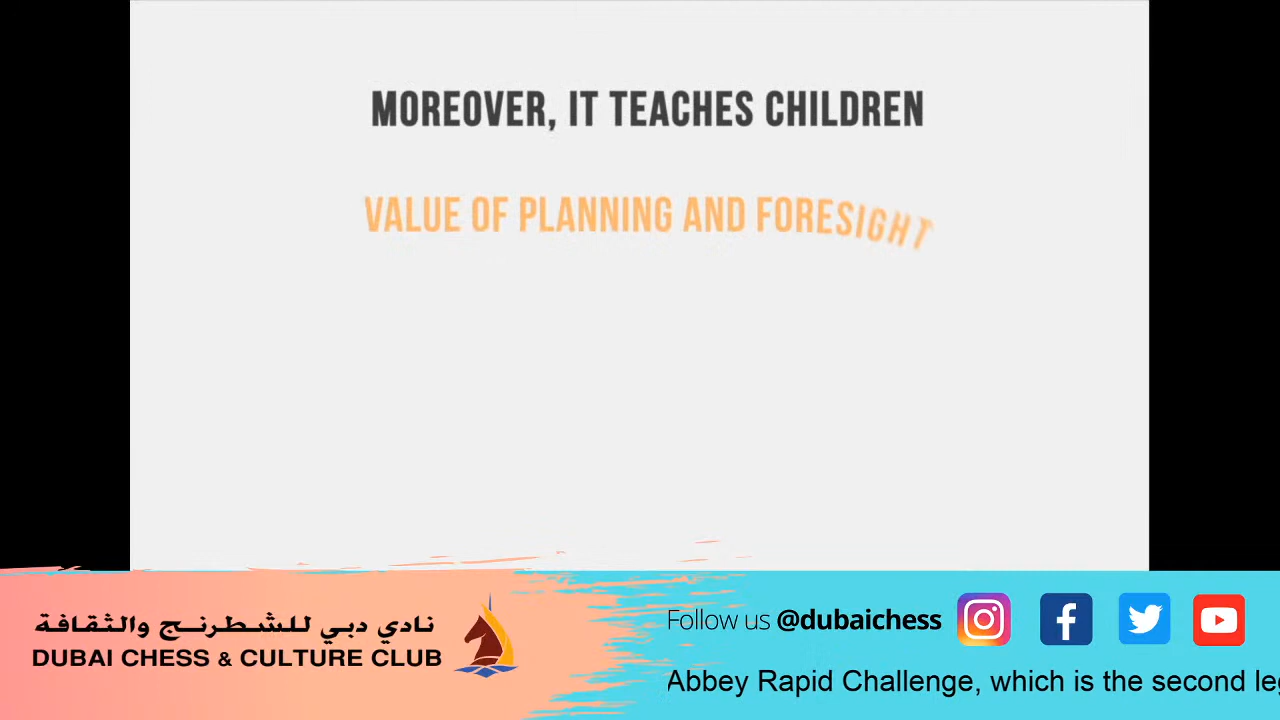 MOREOVER, IT TEACHES CHILDREN
VALUE OF PLANNING AND FORESIGHT
نادي دبي للشطرنج والثقافة
DUBAI CHESS & CULTURE CLUB
Follow us @dubaichess
Abbey Rapid Challenge, which is the second leg